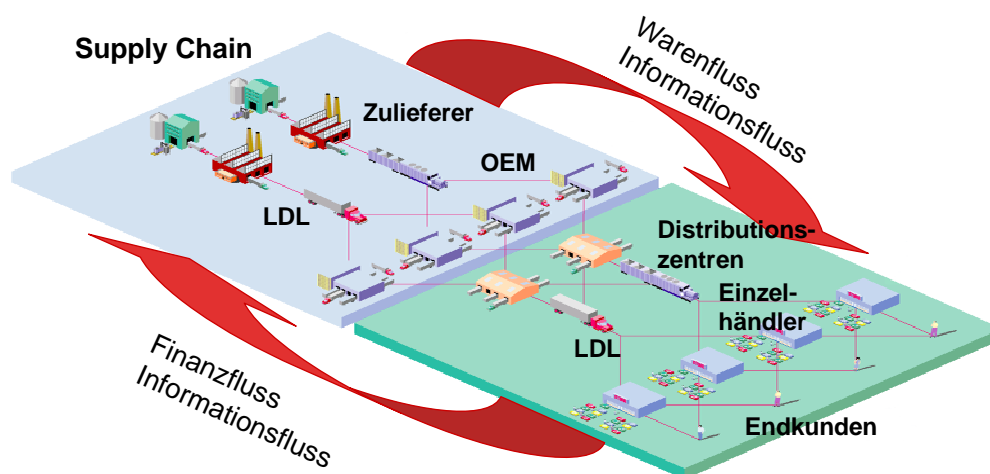 Supply Chain
Warenfluss
Informationsfluss
Zulieferer
OEM
LDL
Distributions-
zentren
Einzel-
händler
LDL
Endkunden
Finanzfluss
Informationsfluss